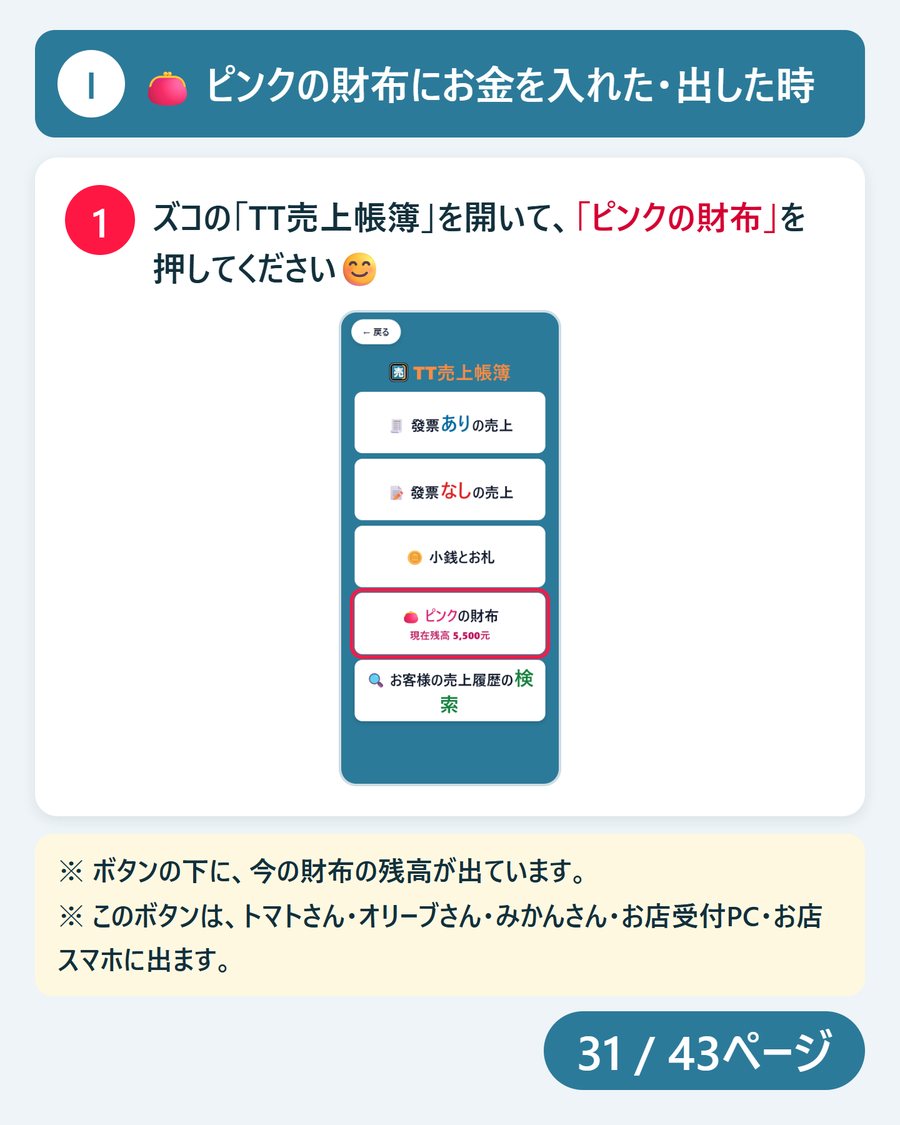 I ピンクの財布にお金を入れた・出した時
1 ズコの「TT売上帳簿」を開いて、「ピンクの財布」を
押してください😊
← 戻る
売 TT売上帳簿
發票ありの売上
發票なしの売上
小銭とお札
ピンクの財布
現在残高 5,500元
お客様の売上履歴の検
索
※ ボタンの下に、今の財布の残高が出ています。
※ このボタンは、トマトさん・オリーブさん・みかんさん・お店受付PC・お店
スマホに出ます。
31 / 43ページ